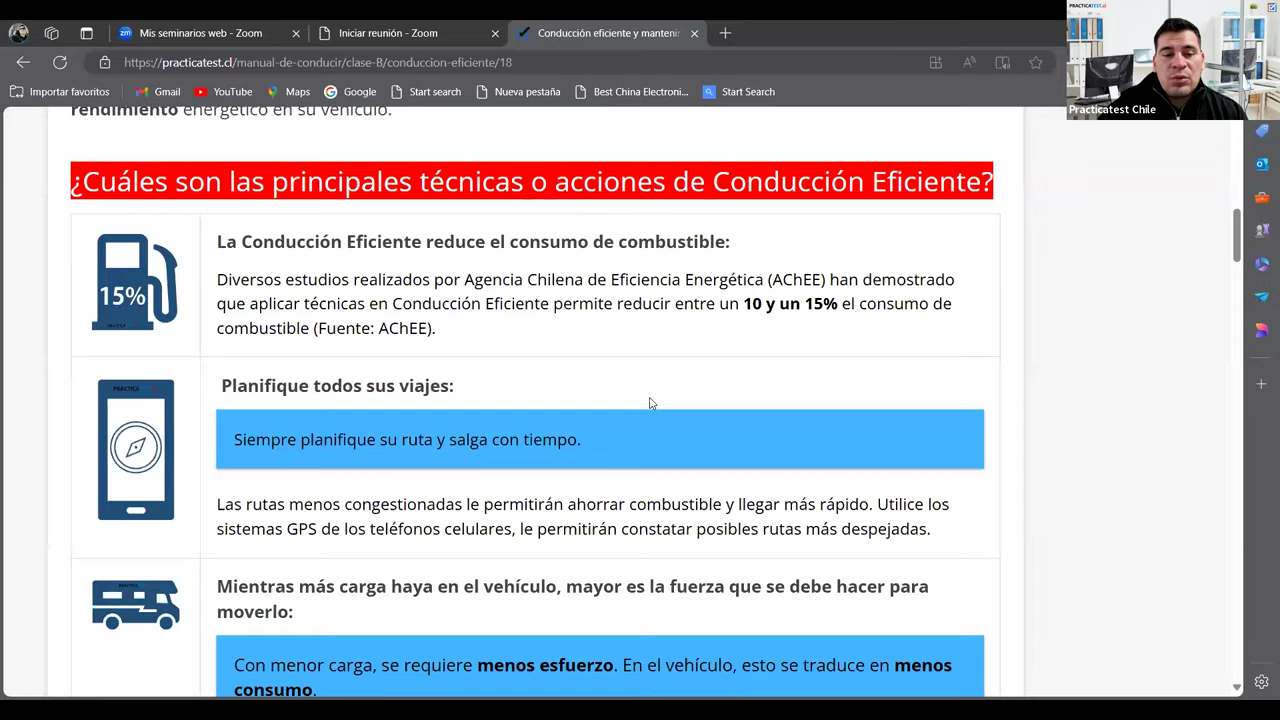 Mis seminarios web - Zoom
Iniciar reunión - Zoom
Conducción eficiente y manteni
https://practicatest.cl/manual-de-conducir/clase-B/conduccion-eficiente/18
Importar favoritos
Gmail
YouTube
Maps
Google
Start search
Nueva pestaña
Best China Electroni...
Start Search
PRACTICATEST.cl
Practicatest Chile
rendimiento energético en su vehículo.
¿Cuáles son las principales técnicas o acciones de Conducción Eficiente?
15%
La Conducción Eficiente reduce el consumo de combustible:
Diversos estudios realizados por Agencia Chilena de Eficiencia Energética (AChEE) han demostrado
que aplicar técnicas en Conducción Eficiente permite reducir entre un 10 y un 15% el consumo de
combustible (Fuente: AChEE).
Planifique todos sus viajes:
Siempre planifique su ruta y salga con tiempo.
Las rutas menos congestionadas le permitirán ahorrar combustible y llegar más rápido. Utilice los
sistemas GPS de los teléfonos celulares, le permitirán constatar posibles rutas más despejadas.
Mientras más carga haya en el vehículo, mayor es la fuerza que se debe hacer para
moverlo:
Con menor carga, se requiere menos esfuerzo. En el vehículo, esto se traduce en menos
consumo.